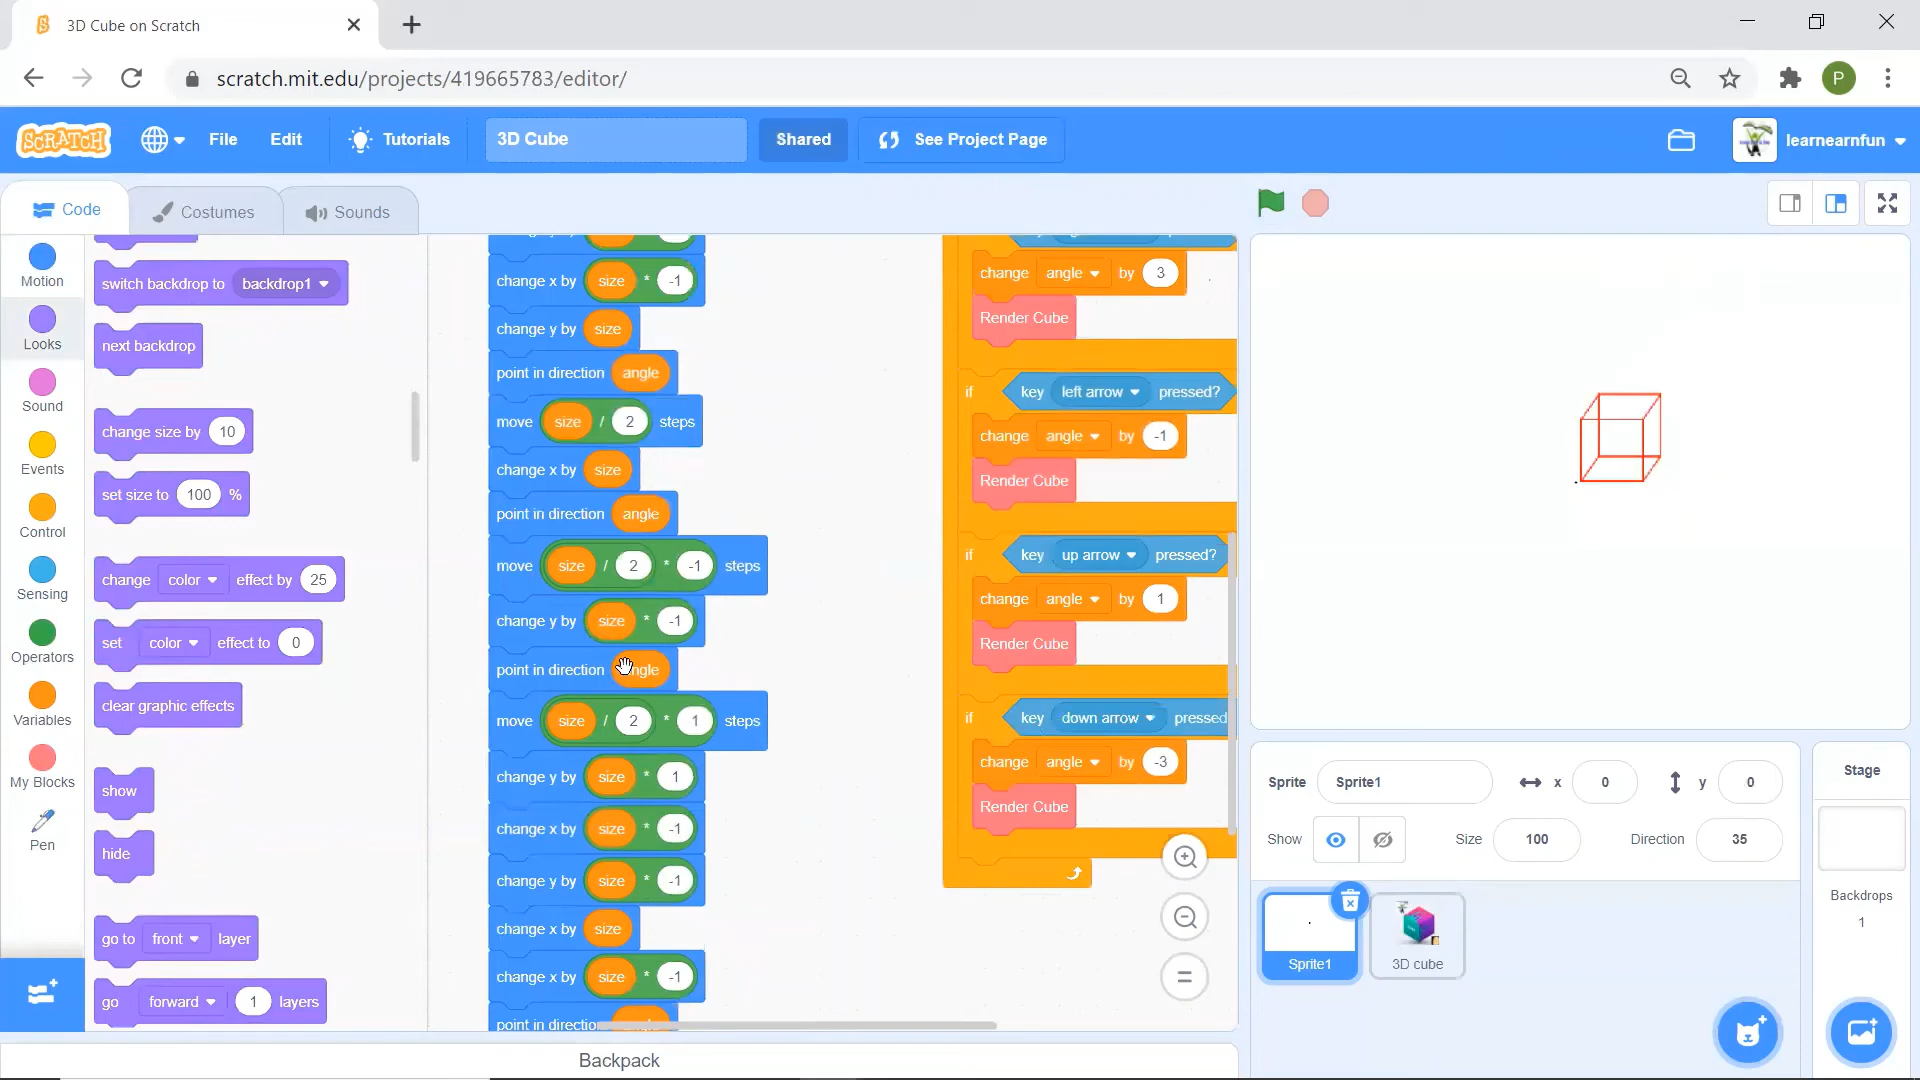 3D Cube on Scratch
scratch.mit.edu/projects/419665783/editor/
P
SCRATCH
File
Edit
Tutorials
3D Cube
Shared
See Project Page
learnearnfun
Code
Costumes
Sounds
Motion
Looks
Sound
Events
Control
Sensing
Operators
Variables
My Blocks
Pen
switch backdrop to backdrop1
next backdrop
change size by 10
set size to 100 %
change color effect by 25
set color effect to 0
clear graphic effects
show
hide
go to front layer
go forward 1 layers
change x by size * -1
change y by size
point in direction angle
move size / 2 steps
change x by size
point in direction angle
move size / 2 * -1 steps
change y by size * -1
point in direction
move size / 2 * 1 steps
change y by size * 1
change x by size * -1
change y by size * -1
change x by size
change x by size * -1
change angle by 3
Render Cube
if key left arrow pressed?
change angle by -1
Render Cube
if key up arrow pressed?
change angle by 1
Render Cube
if key down arrow pressed
change angle by -3
Render Cube
Backpack
Sprite Sprite1 x 0 y 0
Show Size 100 Direction 35
Sprite1
3D cube
Stage
Backdrops
1